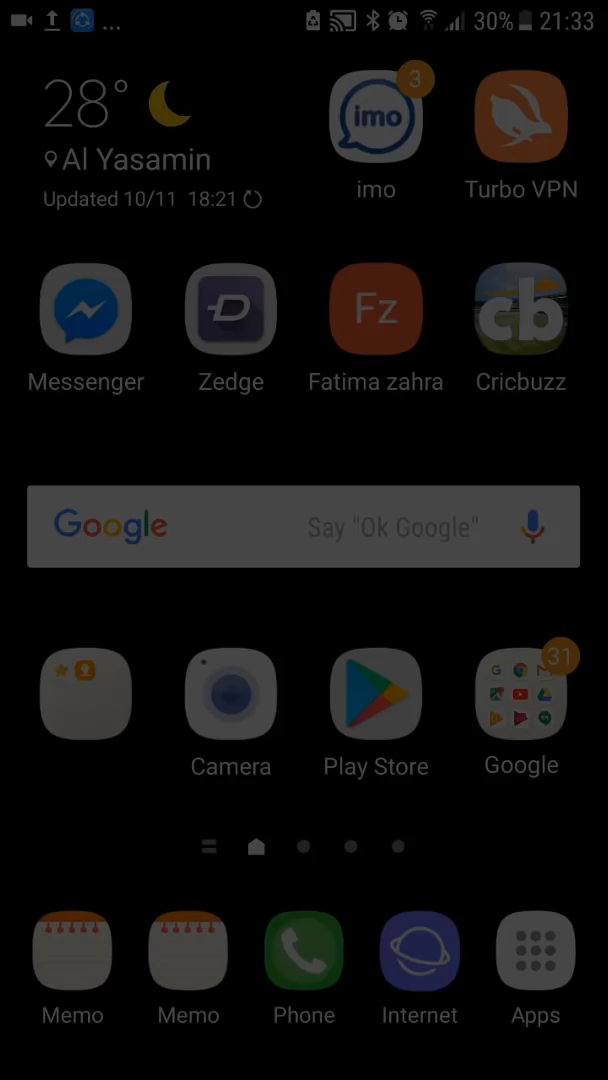 ... 30% 21:33
28°
Al Yasamin
Updated 10/11 18:21
imo 3
imo Turbo VPN
Fz cb
Messenger Zedge Fatima zahra Cricbuzz
Google Say "Ok Google"
31
Camera Play Store Google
Memo Memo Phone Internet Apps